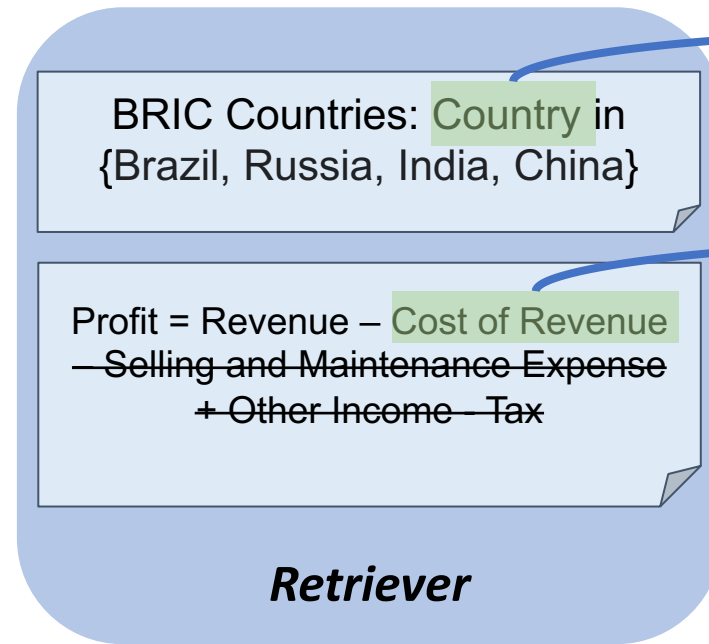 BRIC Countries: Country in
{Brazil, Russia, India, China}
Profit = Revenue – Cost of Revenue
– Selling and Maintenance Expense
+ Other Income - Tax
Retriever